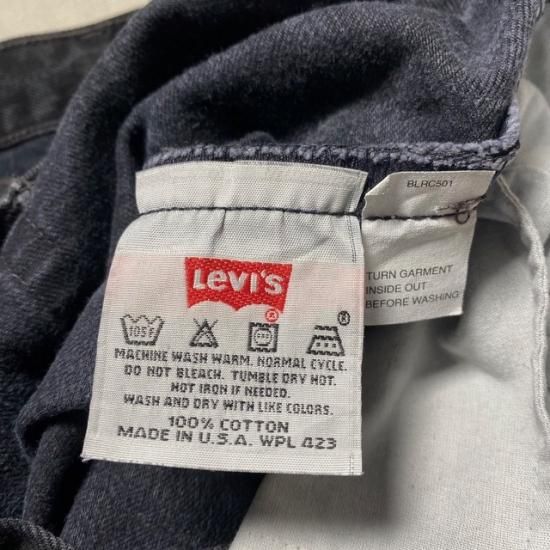 BLRC501
TURN GARMENT
INSIDE OUT
BEFORE WASHING
Levi's
®
105F
®
MACHINE WASH WARM. NORMAL CYCLE.
DO NOT BLEACH. TUMBLE DRY HOT.
HOT IRON IF NEEDED.
WASH AND DRY WITH LIKE COLORS.
100% COTTON
MADE IN U.S.A. WPL 423